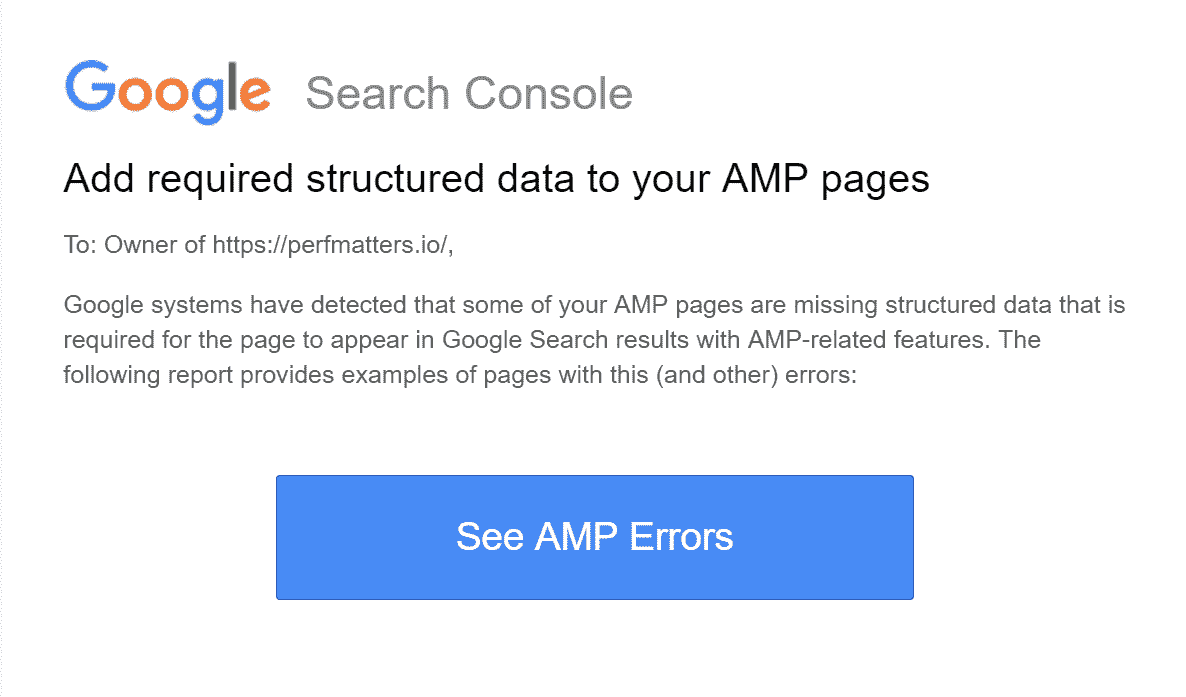 Google Search Console
Add required structured data to your AMP pages
To: Owner of https://perfmatters.io/,
Google systems have detected that some of your AMP pages are missing structured data that is
required for the page to appear in Google Search results with AMP-related features. The
following report provides examples of pages with this (and other) errors:
See AMP Errors